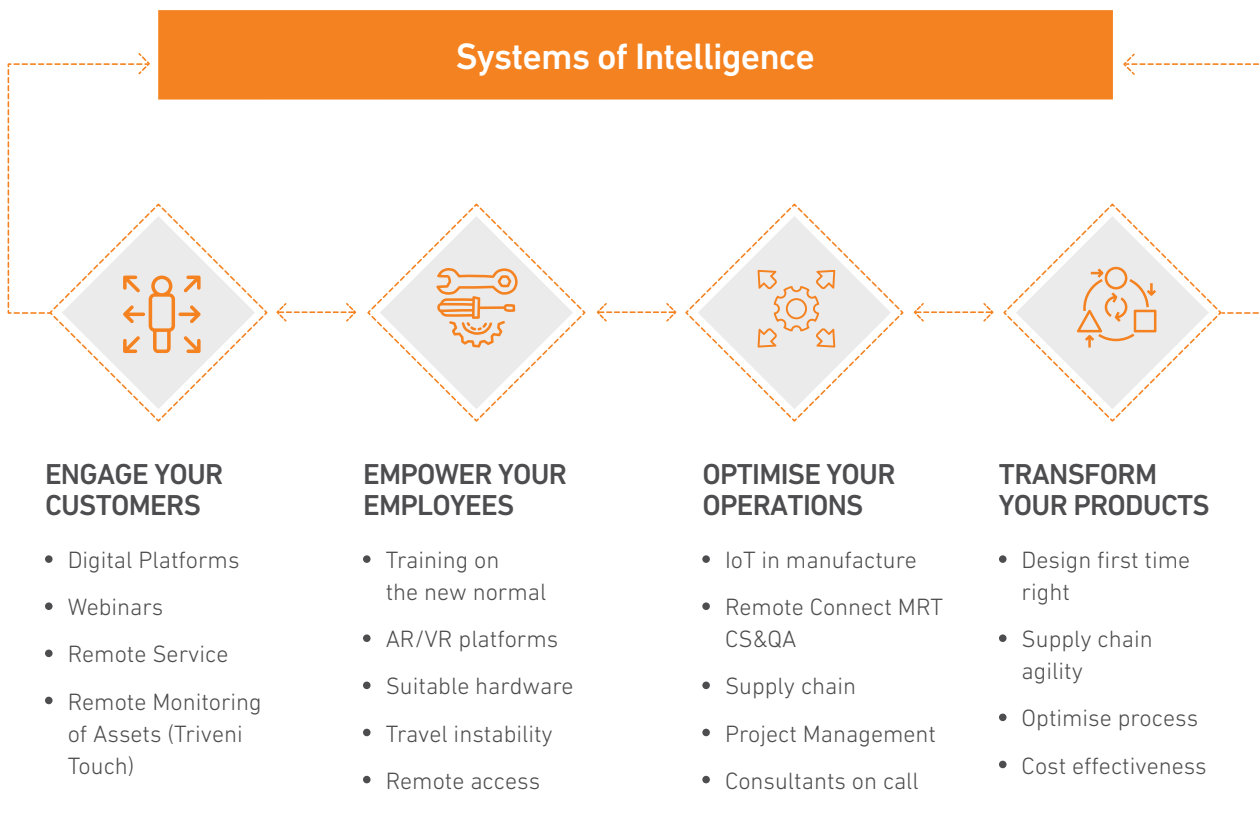 Systems of Intelligence
ENGAGE YOUR
CUSTOMERS
• Digital Platforms
• Webinars
• Remote Service
• Remote Monitoring
of Assets (Triveni
Touch)
EMPOWER YOUR
EMPLOYEES
• Training on
the new normal
• AR/VR platforms
• Suitable hardware
• Travel instability
• Remote access
OPTIMISE YOUR
OPERATIONS
• IoT in manufacture
• Remote Connect MRT
CS&QA
• Supply chain
• Project Management
• Consultants on call
TRANSFORM
YOUR PRODUCTS
• Design first time
right
• Supply chain
agility
• Optimise process
• Cost effectiveness